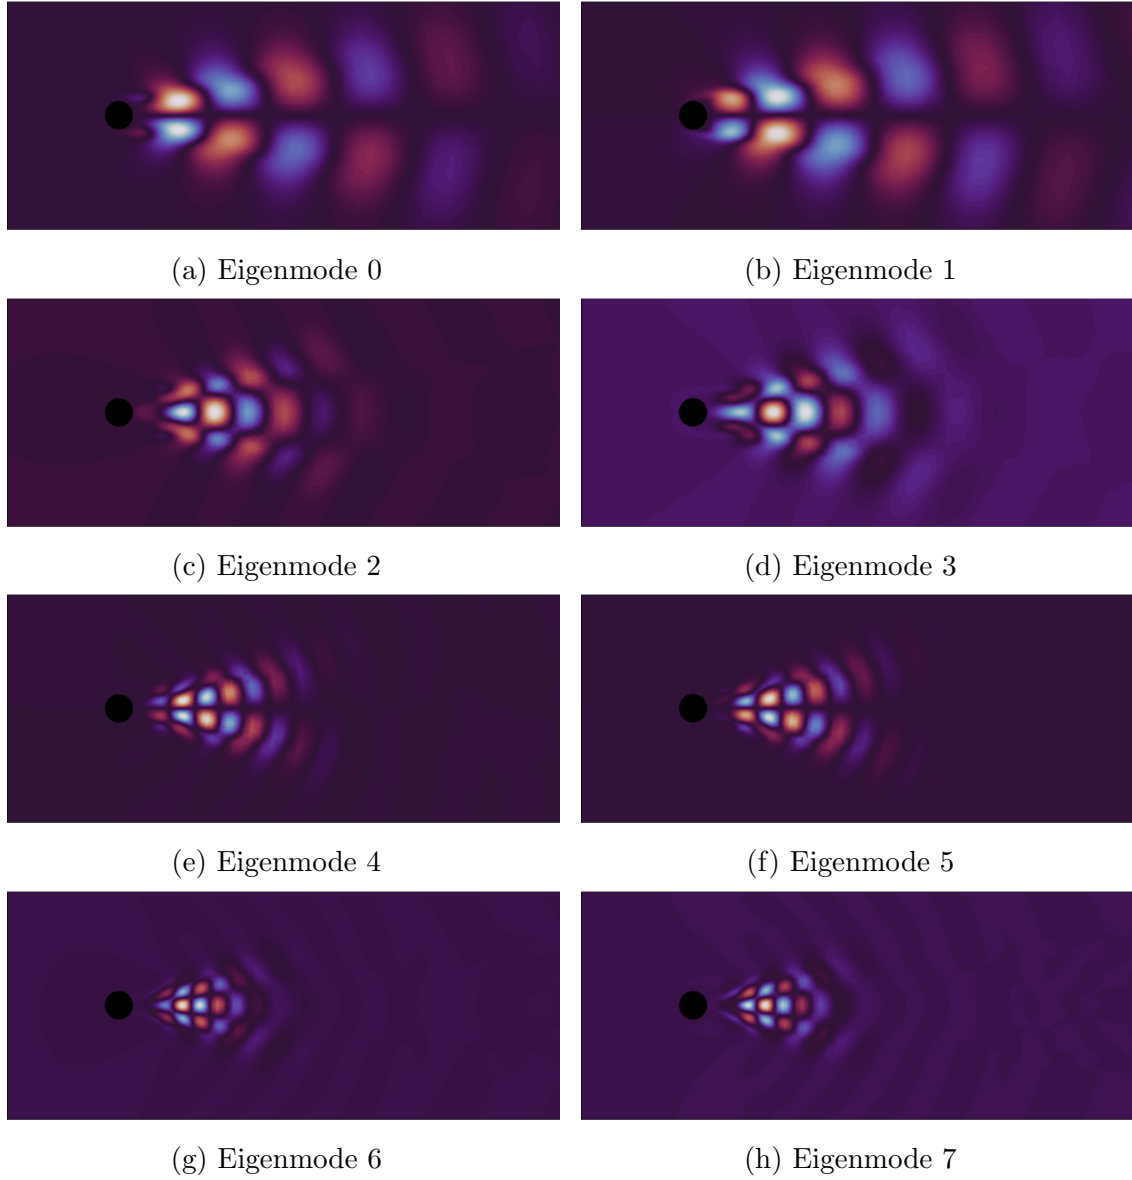 (a) Eigenmode 0
(b) Eigenmode 1
(c) Eigenmode 2
(d) Eigenmode 3
(e) Eigenmode 4
(f) Eigenmode 5
(g) Eigenmode 6
(h) Eigenmode 7